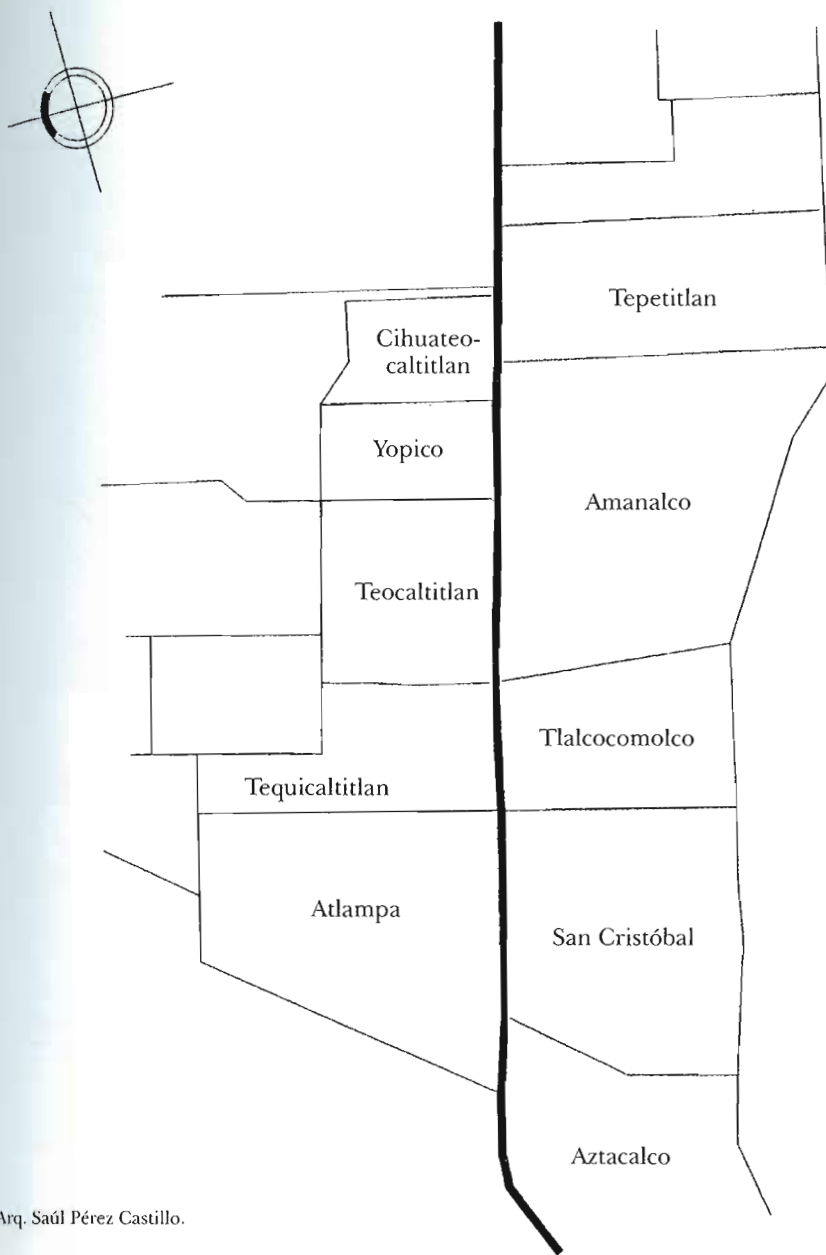 Tepetitlan
Cihuateo-
caltitlan
Yopico
Amanalco
Teocaltitlan
Tlalcocomolco
Tequicaltitlan
Atlampa
San Cristóbal
Aztacalco
Arq. Saúl Pérez Castillo.